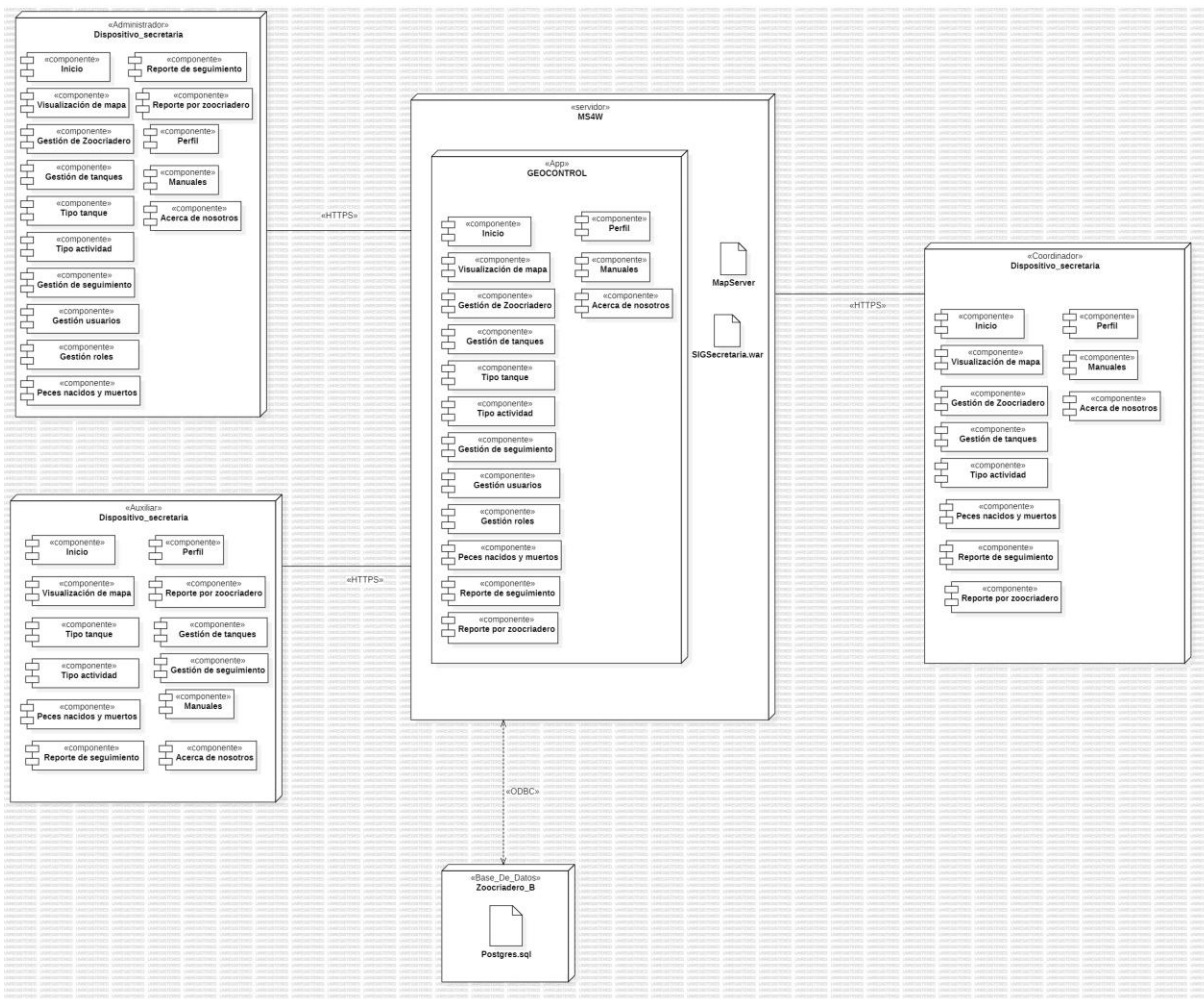 «Administrador»
Dispositivo_secretaria
«componente»
Inicio
«componente»
Reporte de seguimiento
«componente»
Visualización de mapa
«componente»
Reporte por zoocriadero
«componente»
Gestión de Zoocriadero
«componente»
Perfil
«componente»
Gestión de tanques
«componente»
Manuales
«componente»
Tipo tanque
«componente»
Acerca de nosotros
«componente»
Tipo actividad
«componente»
Gestión de seguimiento
«componente»
Gestión usuarios
«componente»
Gestión roles
«componente»
Peces nacidos y muertos
«HTTPS»
«servidor»
MS4W
«App»
GEOCONTROL
«componente»
Inicio
«componente»
Perfil
«componente»
Visualización de mapa
«componente»
Manuales
«componente»
Gestión de Zoocriadero
«componente»
Acerca de nosotros
«componente»
Gestión de tanques
«componente»
Tipo tanque
«componente»
Tipo actividad
«componente»
Gestión de seguimiento
«componente»
Gestión usuarios
«componente»
Gestión roles
«componente»
Peces nacidos y muertos
«componente»
Reporte de seguimiento
«componente»
Reporte por zoocriadero
MapServer
SIGSecretaria.war
«HTTPS»
«Coordinador»
Dispositivo_secretaria
«componente»
Inicio
«componente»
Perfil
«componente»
Visualización de mapa
«componente»
Manuales
«componente»
Gestión de Zoocriadero
«componente»
Acerca de nosotros
«componente»
Gestión de tanques
«componente»
Tipo actividad
«componente»
Peces nacidos y muertos
«componente»
Reporte de seguimiento
«componente»
Reporte por zoocriadero
«Auxiliar»
Dispositivo_secretaria
«componente»
Inicio
«componente»
Perfil
«componente»
Visualización de mapa
«componente»
Reporte por zoocriadero
«componente»
Tipo tanque
«componente»
Gestión de tanques
«componente»
Tipo actividad
«componente»
Gestión de seguimiento
«componente»
Peces nacidos y muertos
«componente»
Manuales
«componente»
Reporte de seguimiento
«componente»
Acerca de nosotros
«HTTPS»
«ODBC»
«Base_De_Datos»
Zoocriadero_B
Postgres.sql